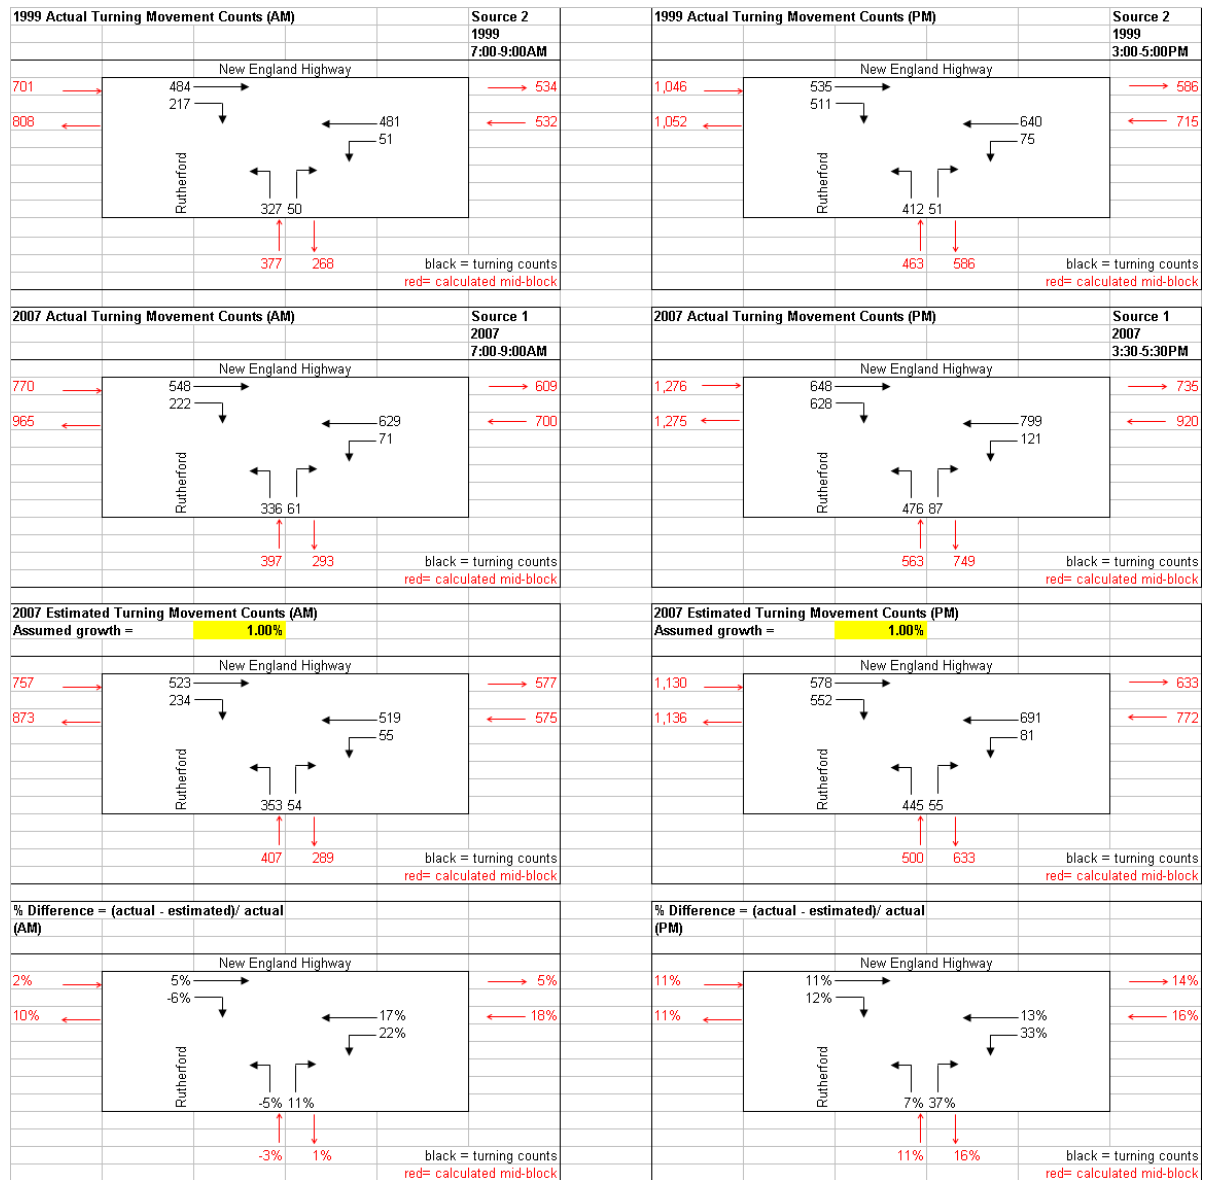 1999 Actual Turning Movement Counts (AM)
Source 2
1999
7:00-9:00AM
New England Highway
701
484
534
217
808
481
532
51
Rutherford
327 50
377 268
black = turning counts
red= calculated mid-block
1999 Actual Turning Movement Counts (PM)
Source 2
1999
3:00-5:00PM
New England Highway
1,046
535
586
511
1,052
640
715
75
Rutherford
412 51
463 586
black = turning counts
red= calculated mid-block
2007 Actual Turning Movement Counts (AM)
Source 1
2007
7:00-9:00AM
New England Highway
770
548
609
222
965
629
700
71
Rutherford
336 61
397 293
black = turning counts
red= calculated mid-block
2007 Actual Turning Movement Counts (PM)
Source 1
2007
3:30-5:30PM
New England Highway
1,276
648
735
628
1,275
799
920
121
Rutherford
476 87
563 749
black = turning counts
red= calculated mid-block
2007 Estimated Turning Movement Counts (AM)
Assumed growth = 1.00%
New England Highway
757
523
577
234
873
519
575
55
Rutherford
353 54
407 289
black = turning counts
red= calculated mid-block
2007 Estimated Turning Movement Counts (PM)
Assumed growth = 1.00%
New England Highway
1,130
578
633
552
1,136
691
772
81
Rutherford
445 55
500 633
black = turning counts
red= calculated mid-block
% Difference = (actual - estimated)/ actual
(AM)
New England Highway
2%
5%
5%
-6%
10%
17%
18%
22%
Rutherford
-5% 11%
-3% 1%
black = turning counts
red= calculated mid-block
% Difference = (actual - estimated)/ actual
(PM)
New England Highway
11%
11%
14%
12%
11%
13%
16%
33%
Rutherford
7% 37%
11% 16%
black = turning counts
red= calculated mid-block